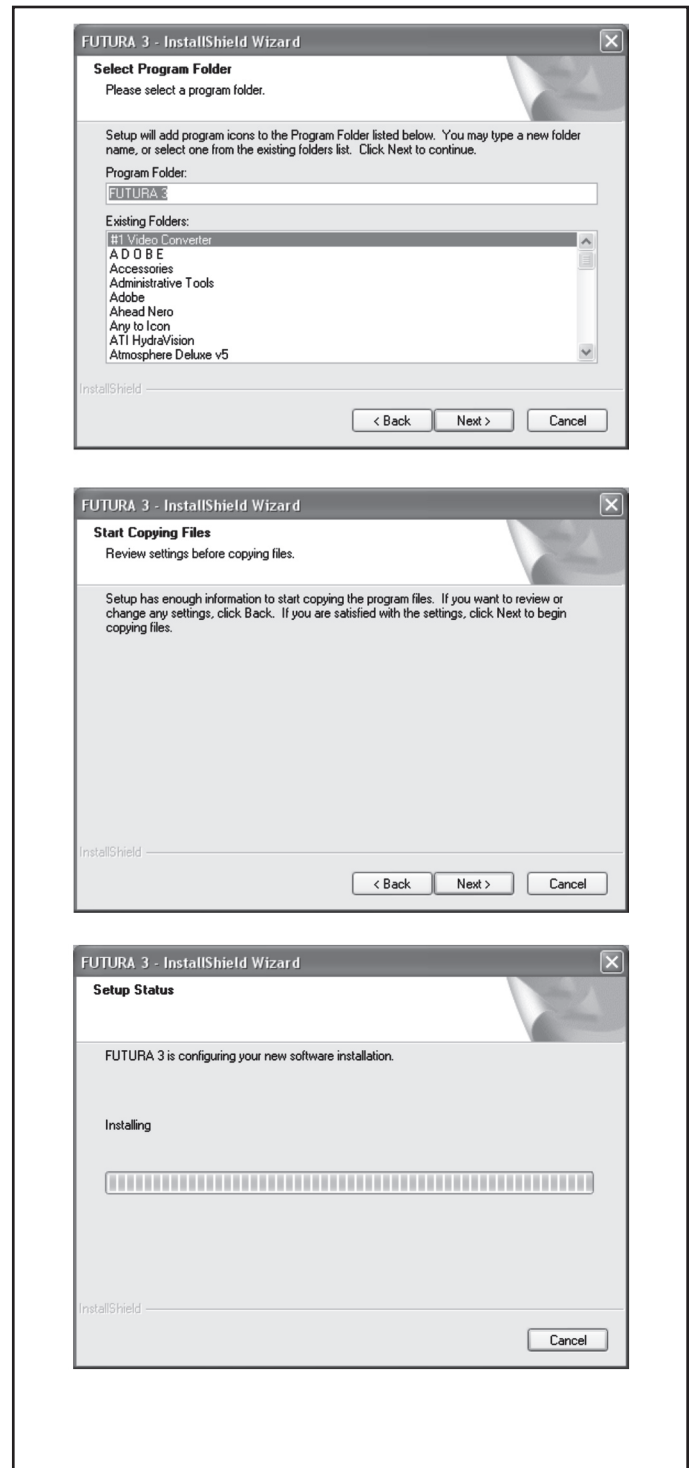 FUTURA 3 - InstallShield Wizard
Select Program Folder
Please select a program folder.
Setup will add program icons to the Program Folder listed below. You may type a new folder
name, or select one from the existing folders list. Click Next to continue.
Program Folder:
FUTURA 3
Existing Folders:
#1 Video Converter
A D O B E
Accessories
Administrative Tools
Adobe
Ahead Nero
Any to Icon
ATI HydraVision
Atmosphere Deluxe v5
InstallShield
< Back Next > Cancel
FUTURA 3 - InstallShield Wizard
Start Copying Files
Review settings before copying files.
Setup has enough information to start copying the program files. If you want to review or
change any settings, click Back. If you are satisfied with the settings, click Next to begin
copying files.
InstallShield
< Back Next > Cancel
FUTURA 3 - InstallShield Wizard
Setup Status
FUTURA 3 is configuring your new software installation.
Installing
InstallShield
Cancel